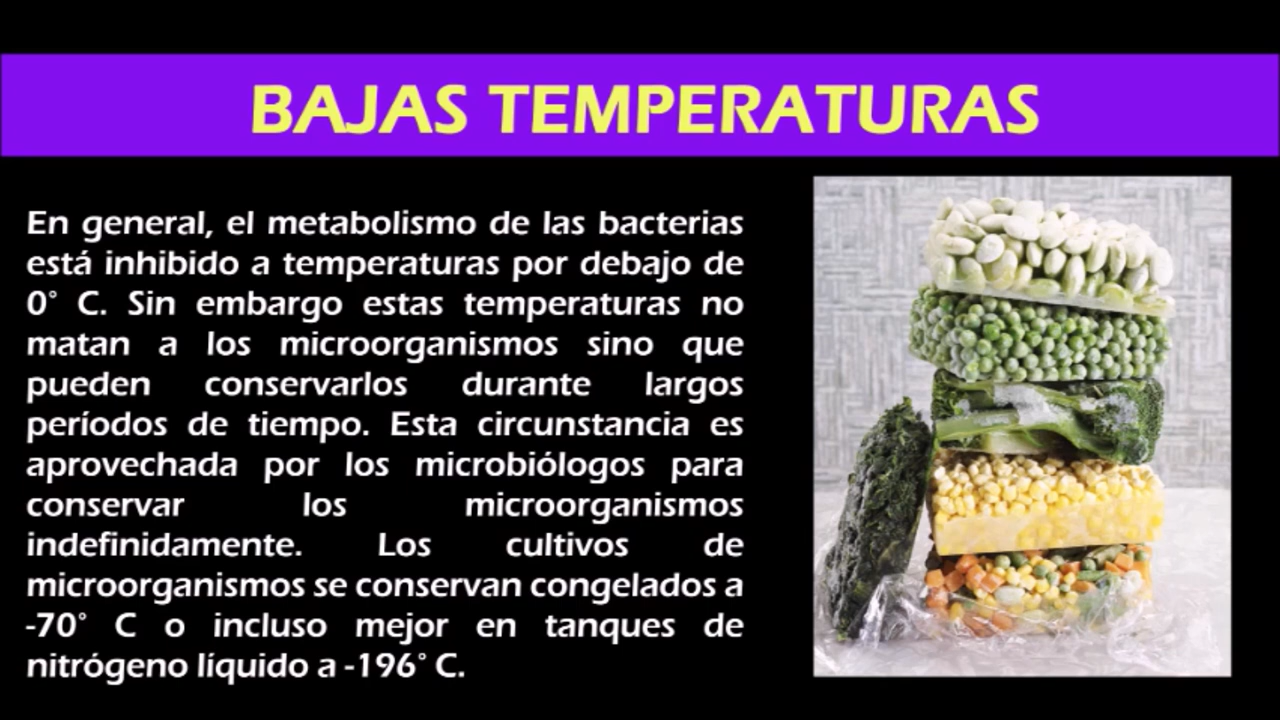 BAJAS TEMPERATURAS
En general, el metabolismo de las bacterias
está inhibido a temperaturas por debajo de
0° C. Sin embargo estas temperaturas no
matan a los microorganismos sino que
pueden conservarlos durante largos
períodos de tiempo. Esta circunstancia es
aprovechada por los microbiólogos para
conservar los microorganismos
indefinidamente. Los cultivos de
microorganismos se conservan congelados a
-70° C o incluso mejor en tanques de
nitrógeno líquido a -196° C.